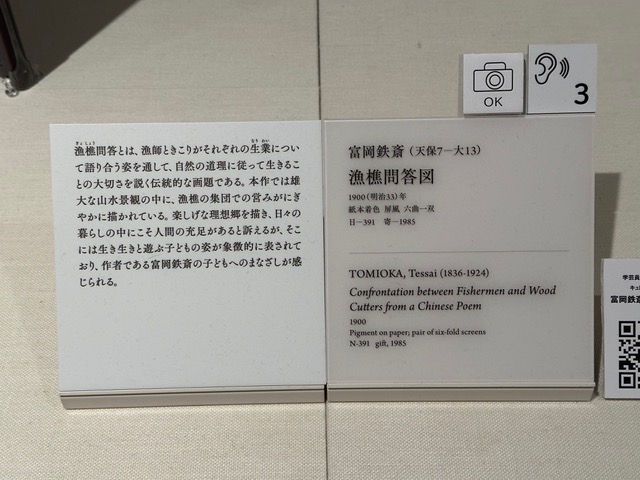 漁樵問答とは、漁師ときこりがそれぞれの生業につい
て語り合う姿を通して、自然の道理に従って生きるこ
との大切さを説く伝統的な画題である。本作では雄
大な山水景観の中に、漁樵の集団での営みがにぎ
やかに描かれている。楽しげな理想郷を描き、日々の
暮らしの中にこそ人間の充足があると訴えるが、そこ
には生き生きと遊ぶ子どもの姿が象徴的に表されて
おり、作者である富岡鉄斎の子どもへのまなざしが感
じられる。
OK
3
富岡鉄斎（天保7－大13）
漁樵問答図
1900（明治33）年
紙本着色 屏風 六曲一双
日－391 寄－1985
TOMIOKA, Tessai (1836-1924)
Confrontation between Fishermen and Wood
Cutters from a Chinese Poem
1900
Pigment on paper; pair of six-fold screens
N-391 gift, 1985
学芸員
キュ
富岡鉄斎